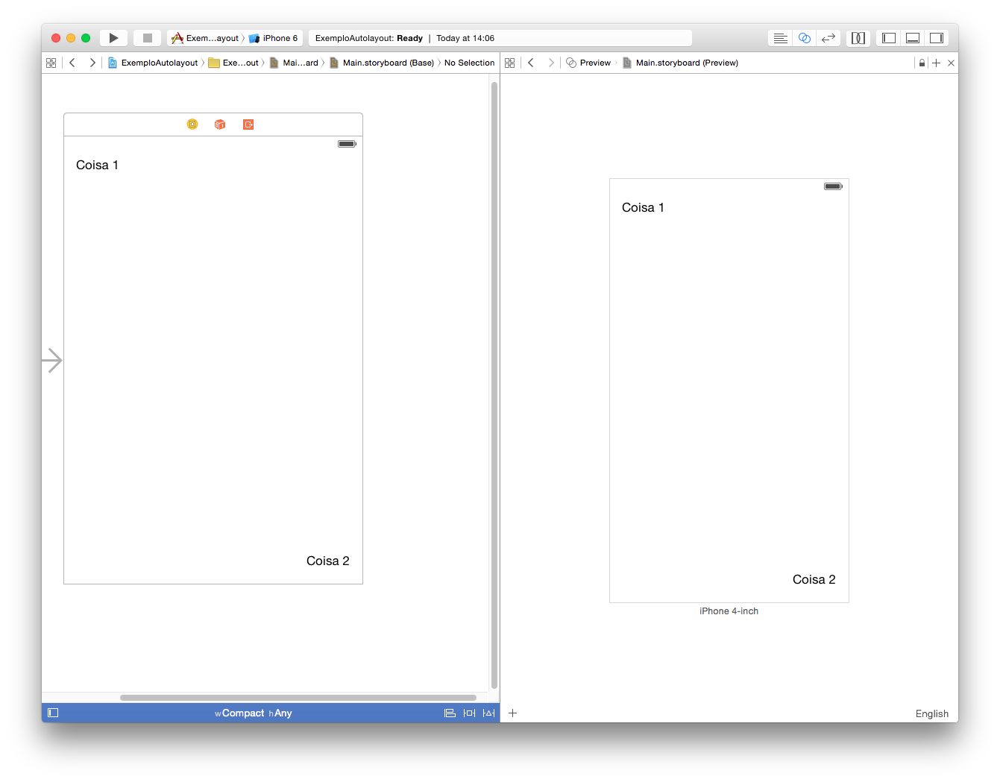 Exem...ayout iPhone 6 ExemploAutolayout: Ready | Today at 14:06
ExemploAutolayout Exe...out Mai...ard Main.storyboard (Base) No Selection
Preview Main.storyboard (Preview)
Coisa 1
Coisa 2
wCompact hAny
Coisa 1
Coisa 2
iPhone 4-inch
English